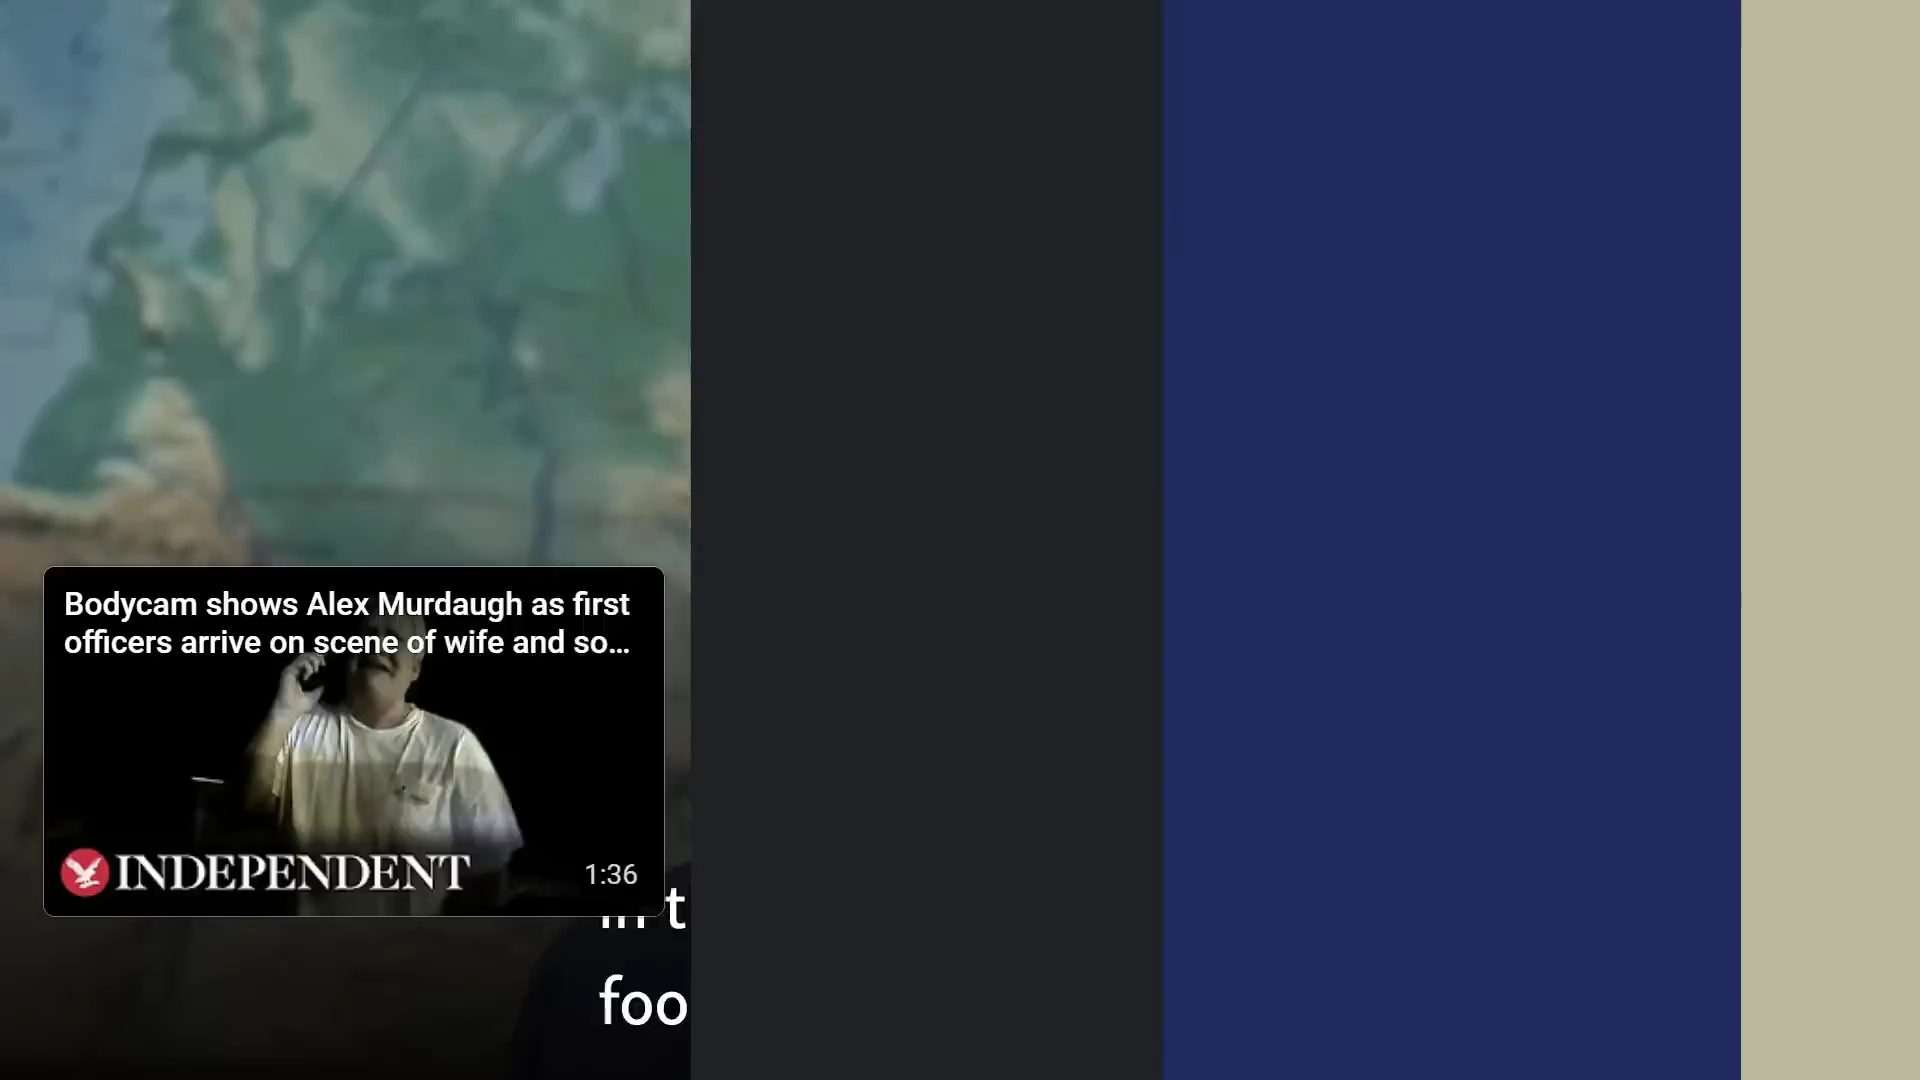 Bodycam shows Alex Murdaugh as first
officers arrive on scene of wife and so...
INDEPENDENT
1:36
foo